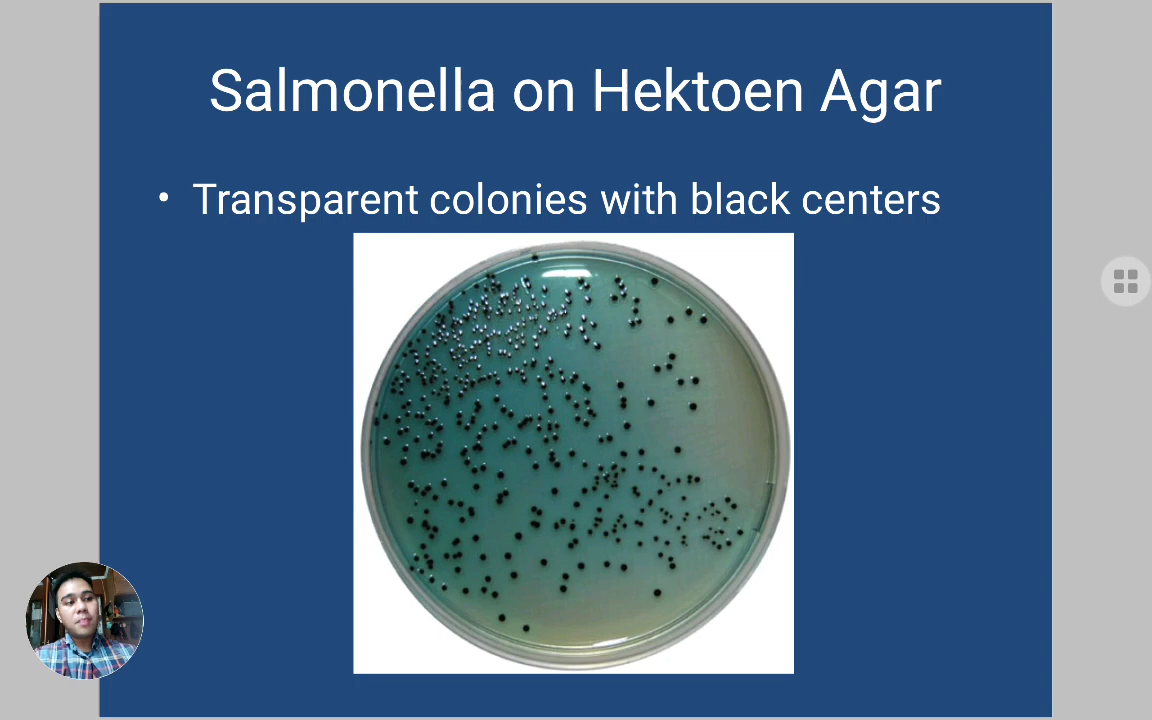 Salmonella on Hektoen Agar
• Transparent colonies with black centers